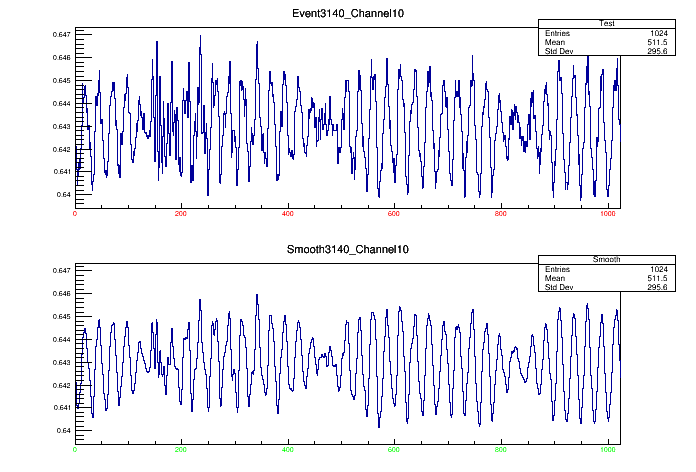 Event3140_Channel10
Test
Entries 1024
Mean 511.5
Std Dev 295.6
0.647
0.646
0.645
0.644
0.643
0.642
0.641
0.64
0 200 400 600 800 1000
Smooth3140_Channel10
Smooth
Entries 1024
Mean 511.5
Std Dev 295.6
0.647
0.646
0.645
0.644
0.643
0.642
0.641
0.64
0 200 400 600 800 1000